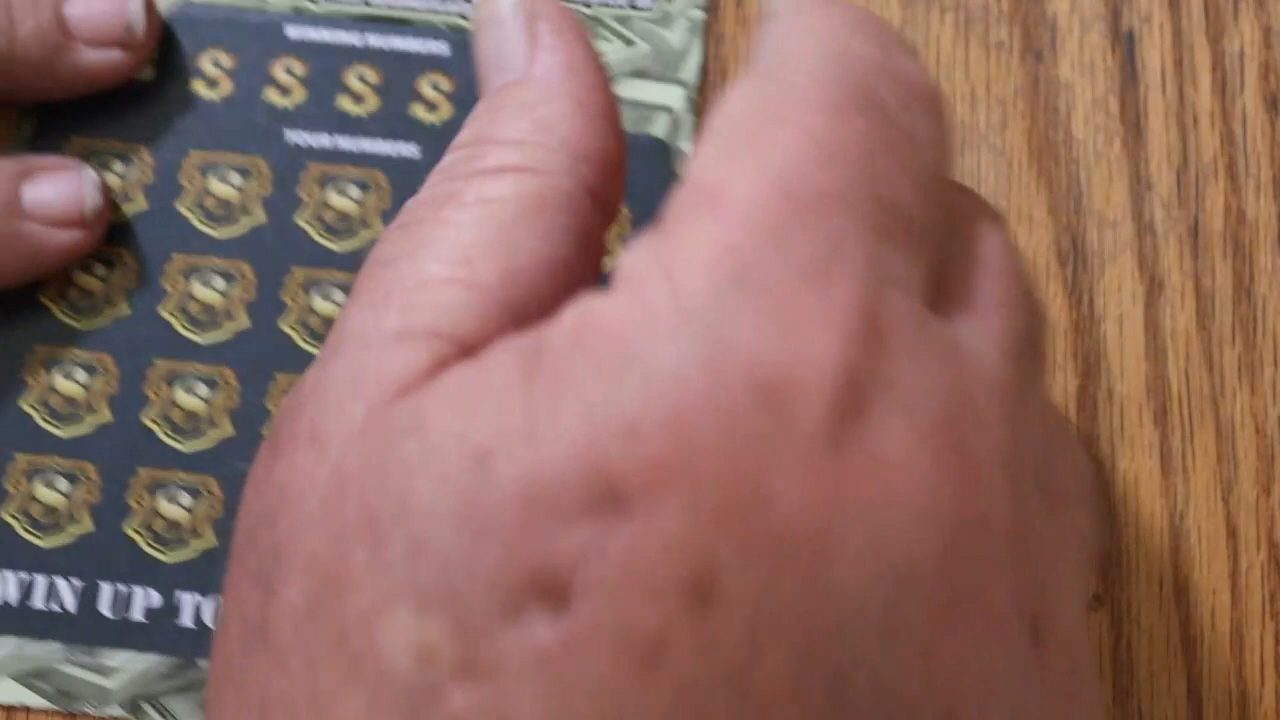 WINNING NUMBERS
$ $ $ $
YOUR NUMBERS
WIN UP TO